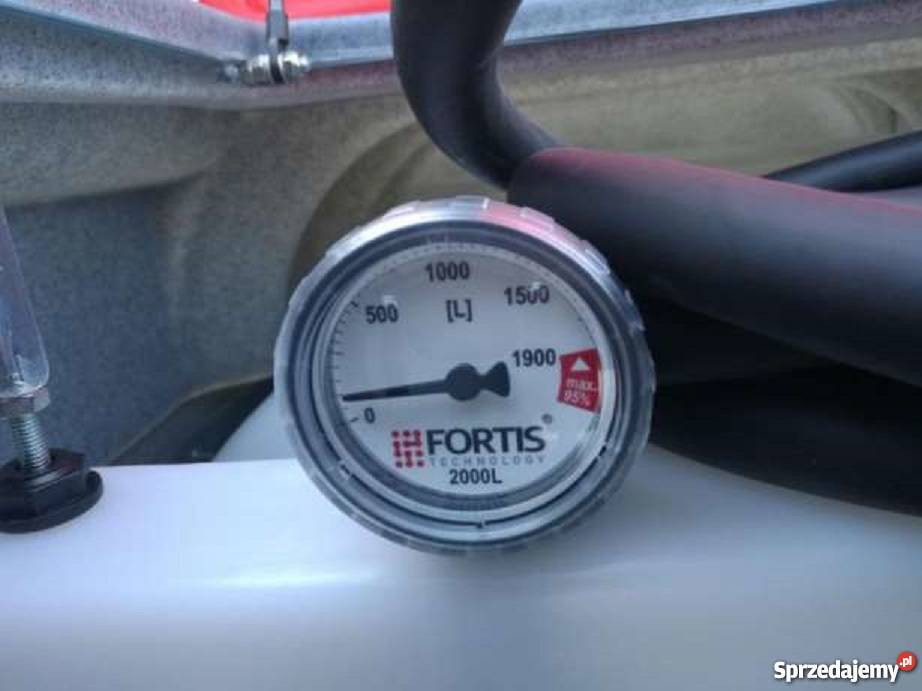 1000
500
[L]
1500
1900
max.
95%
0
FORTIS®
TECHNOLOGY
2000L
Sprzedajemy.pl